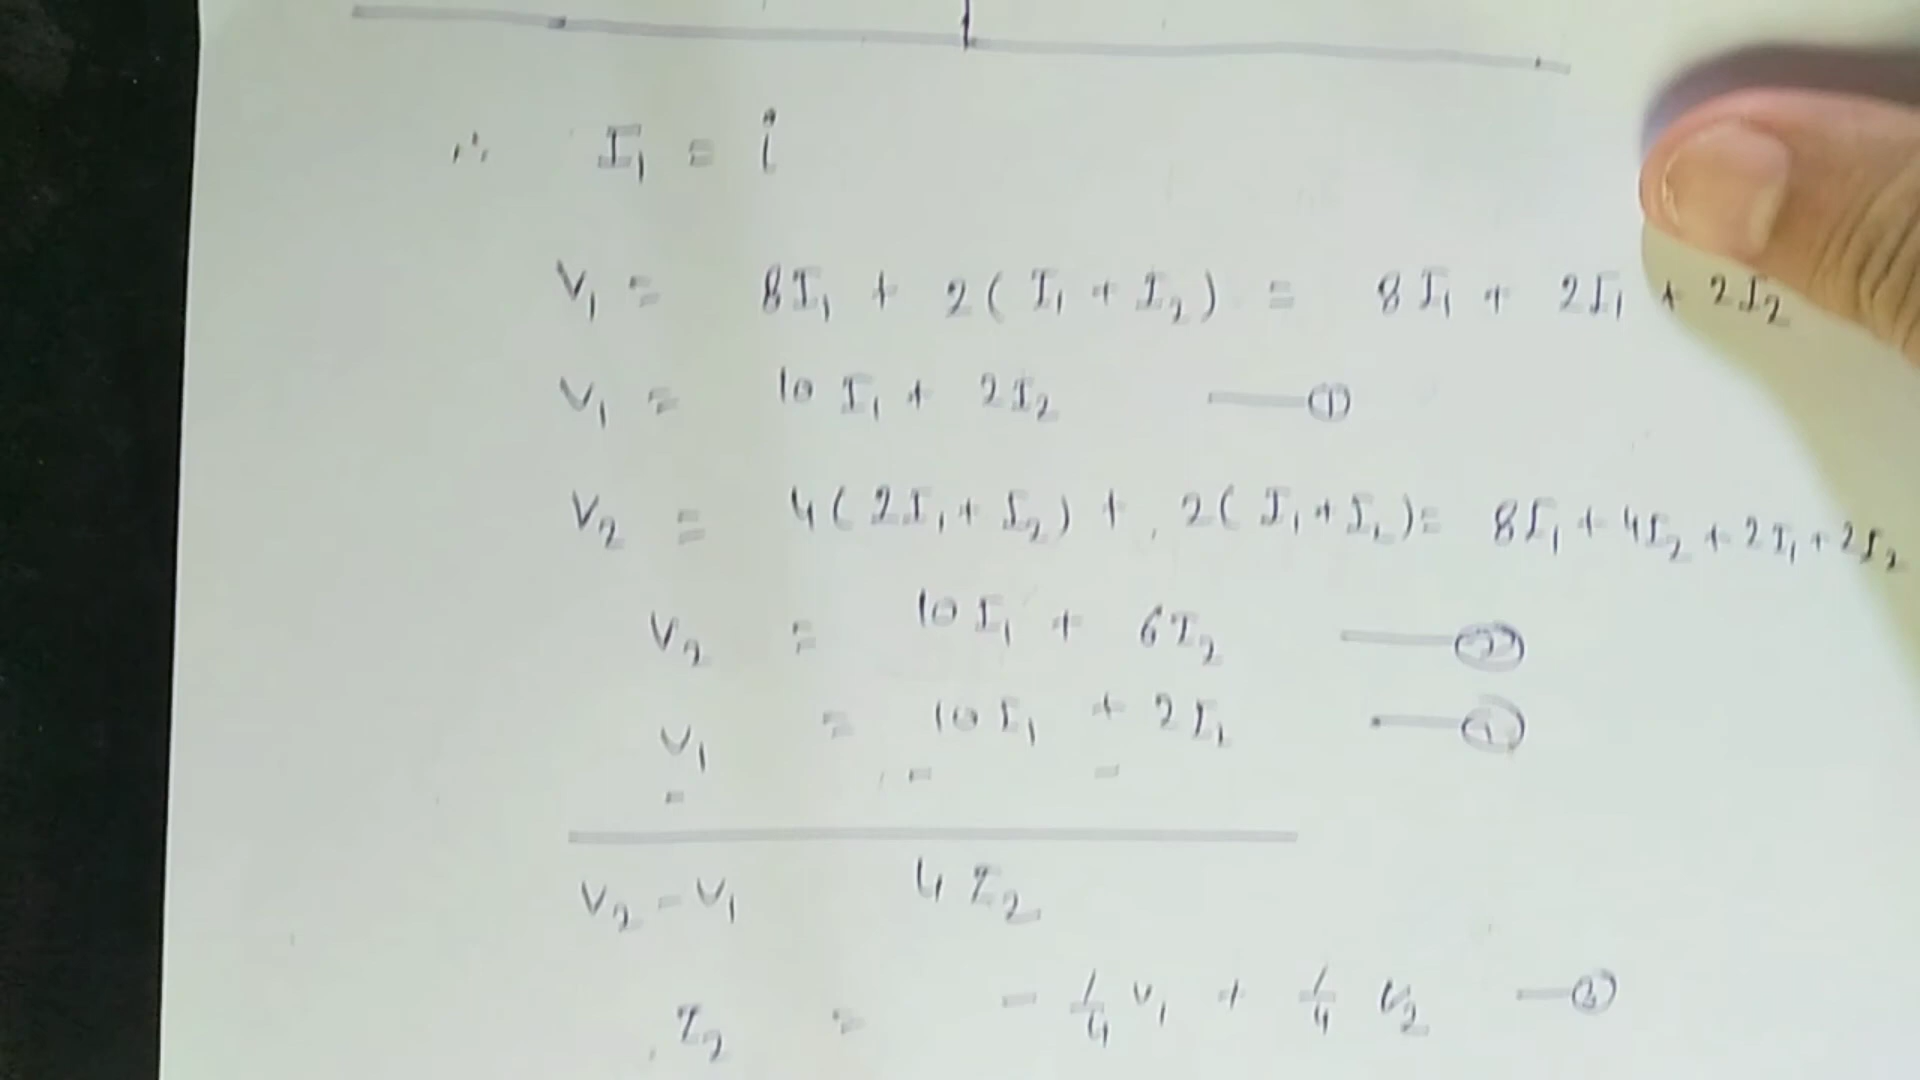 ∴ I₁ = i
V₁ = 8I₁ + 2(I₁ + I₂) = 8I₁ + 2I₁ + 2I₂
V₁ = 10I₁ + 2I₂ —①
V₂ = 4(2I₁ + I₂) + 2(I₁ + I₂) = 8I₁ + 4I₂ + 2I₁ + 2I₂
V₂ = 10I₁ + 6I₂ —②
V₁ = 10I₁ + 2I₂ —①
- - -
V₂ - V₁ 4I₂
I₂ = - 1/4 V₁ + 1/4 V₂ —③